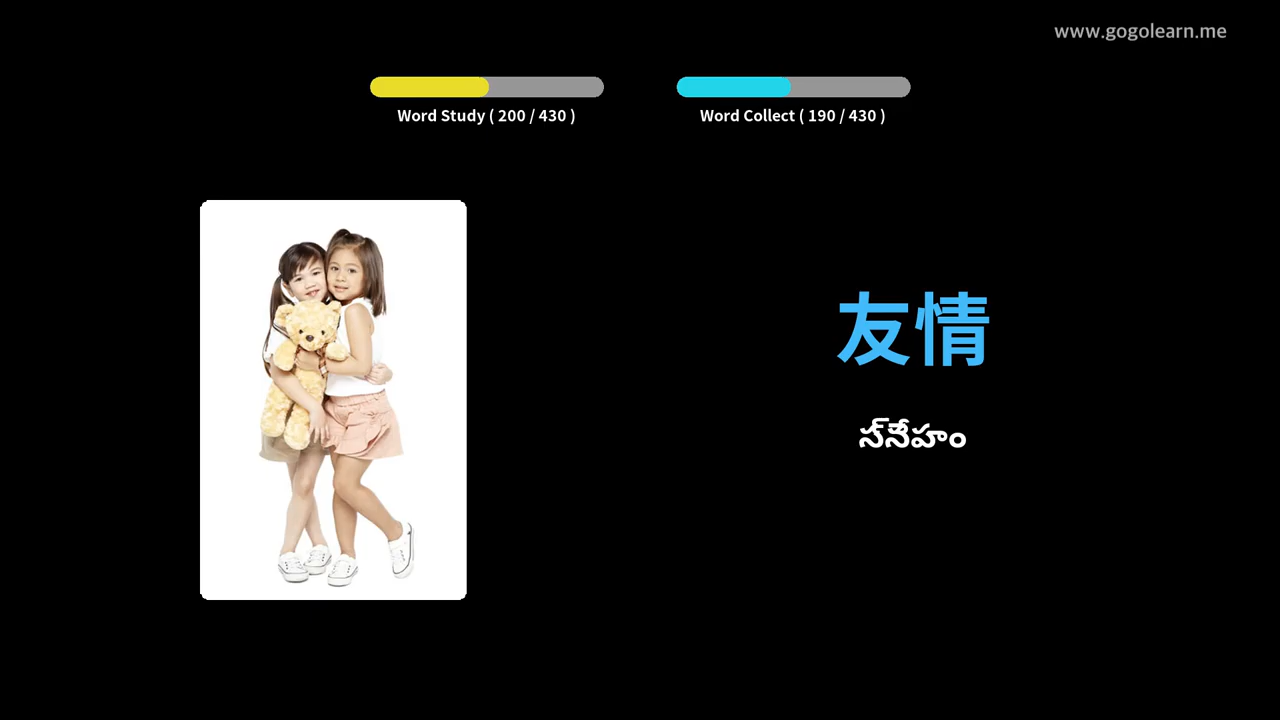 www.gogolearn.me
Word Study ( 200 / 430 )
Word Collect ( 190 / 430 )
友情
స్‌నేహం